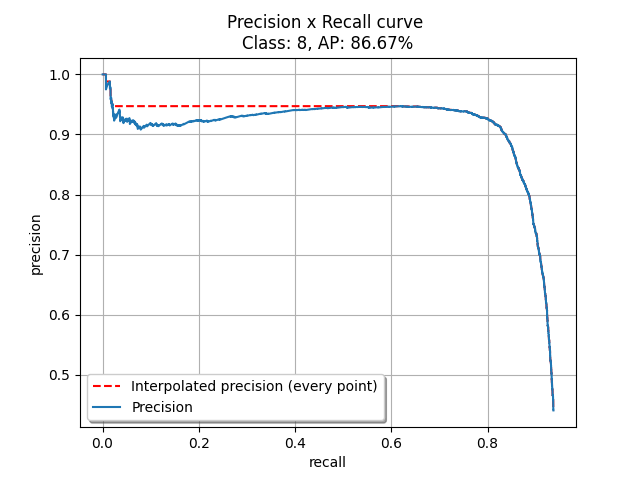 Precision x Recall curve
Class: 8, AP: 86.67%
1.0
0.9
0.8
0.7
0.6
0.5
precision
Interpolated precision (every point)
Precision
0.0 0.2 0.4 0.6 0.8
recall